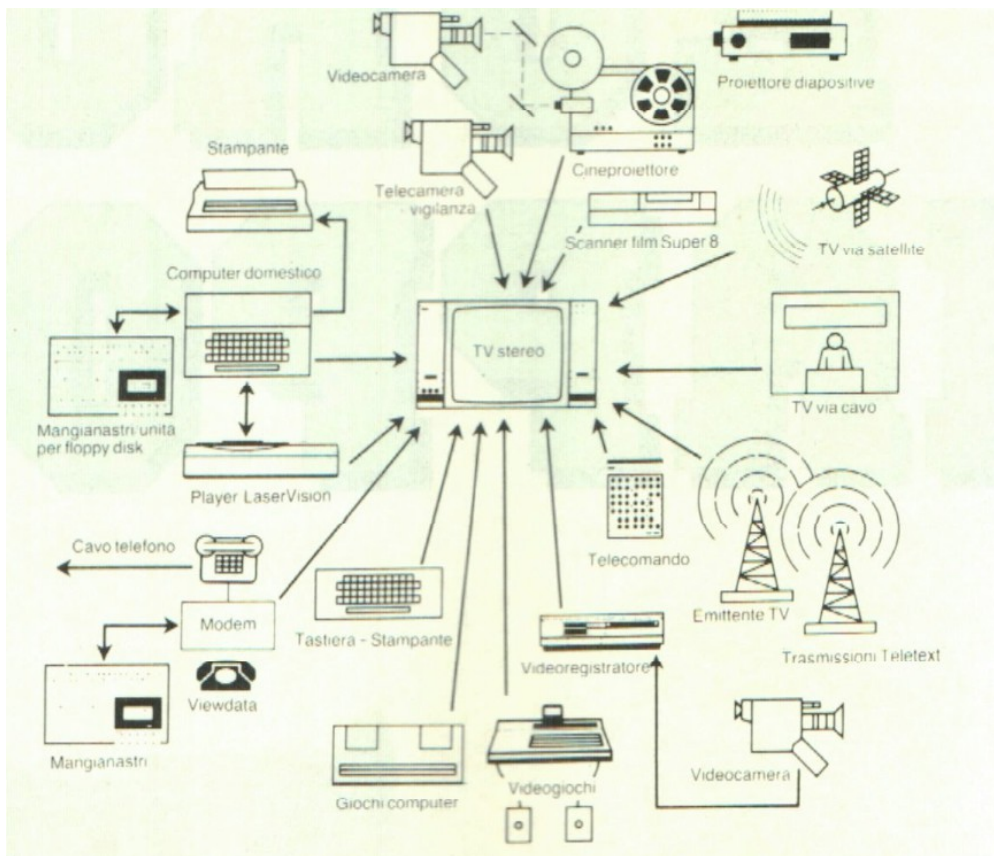 Videocamera
Proiettore diapositive
Stampante
Telecamera
vigilanza
Cineproiettore
Scanner film Super 8
TV via satellite
Computer domestico
TV stereo
TV via cavo
Mangianastri unità
per floppy disk
Player LaserVision
Cavo telefono
Telecomando
Emittente TV
Modem
Tastiera - Stampante
Videoregistratore
Trasmissioni Teletext
Viewdata
Mangianastri
Giochi computer
Videogiochi
Videocamera